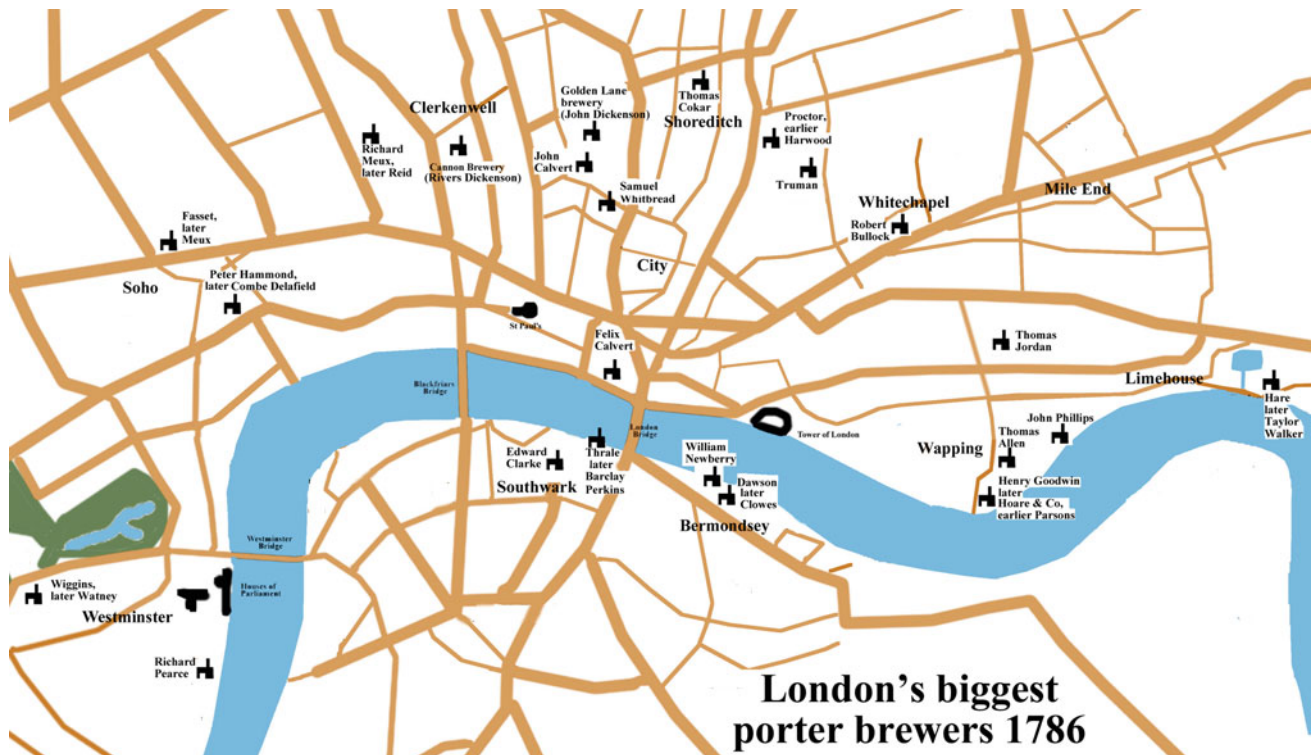 Clerkenwell
Golden Lane
brewery
(John Dickenson)
Thomas
Cokar
Shoreditch
Proctor,
earlier
Harwood
Richard
Meux,
later Reid
Cannon Brewery
(Rivers Dickenson)
John
Calvert
Truman
Samuel
Whitbread
Mile End
Whitechapel
Robert
Bullock
Fasset,
later
Meux
City
Soho
Peter Hammond,
later Combe Delafield
St Paul's
Felix
Calvert
Thomas
Jordan
Limehouse
Blackfriars
Bridge
Hare
later
Taylor
Walker
London
Bridge
Tower of London
John Phillips
Thomas
Allen
Wapping
Edward
Clarke
Thrale
later
Barclay
Perkins
William
Newberry
Southwark
Dawson
later
Clowes
Henry Goodwin
later
Hoare & Co,
earlier Parsons
Bermondsey
Westminster
Bridge
Wiggins,
later Watney
Houses of
Parliament
Westminster
Richard
Pearce
London's biggest
porter brewers 1786